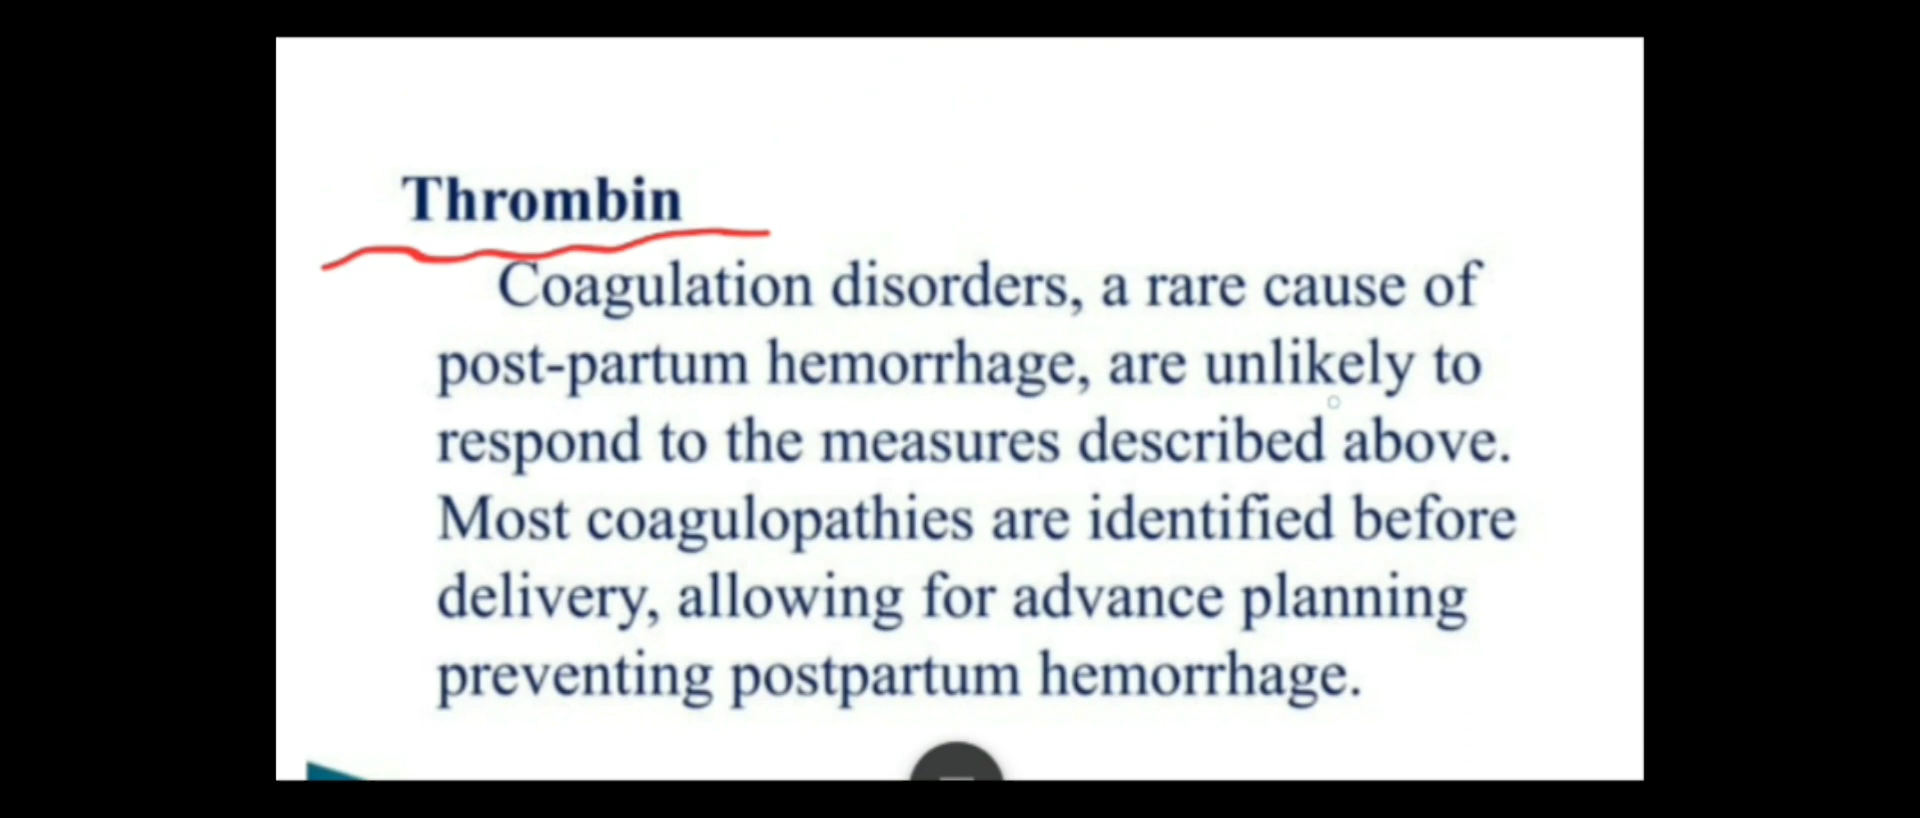 Thrombin
Coagulation disorders, a rare cause of
post-partum hemorrhage, are unlikely to
respond to the measures described above.
Most coagulopathies are identified before
delivery, allowing for advance planning
preventing postpartum hemorrhage.